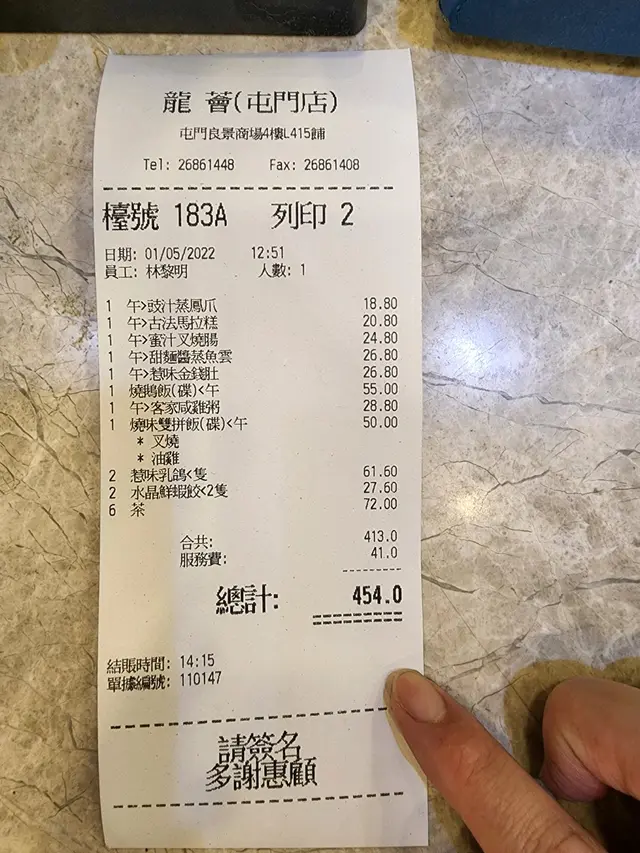 龍薈(屯門店)
屯門良景商場4樓L415舖
Tel: 26861448 Fax: 26861408
檯號 183A 列印 2
日期: 01/05/2022 12:51
員工: 林黎明 人數: 1
1 午>豉汁蒸鳳爪 18.80
1 午>古法馬拉糕 20.80
1 午>蜜汁叉燒腸 24.80
1 午>甜麵醬蒸魚雲 26.80
1 午>惹味金錢肚 26.80
1 燒鵝飯(碟)<午 55.00
1 午>客家咸雞粥 28.80
1 燒味雙拼飯(碟)<午 50.00
* 叉燒
* 油雞
2 惹味乳鴿<隻 61.60
2 水晶鮮蝦餃<2隻 27.60
6 茶 72.00
合共: 413.0
服務費: 41.0
總計: 454.0
結賬時間: 14:15
單據編號: 110147
請簽名
多謝惠顧